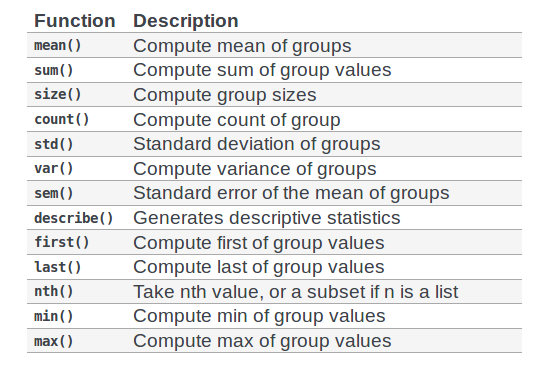 Function Description
mean() Compute mean of groups
sum() Compute sum of group values
size() Compute group sizes
count() Compute count of group
std() Standard deviation of groups
var() Compute variance of groups
sem() Standard error of the mean of groups
describe() Generates descriptive statistics
first() Compute first of group values
last() Compute last of group values
nth() Take nth value, or a subset if n is a list
min() Compute min of group values
max() Compute max of group values